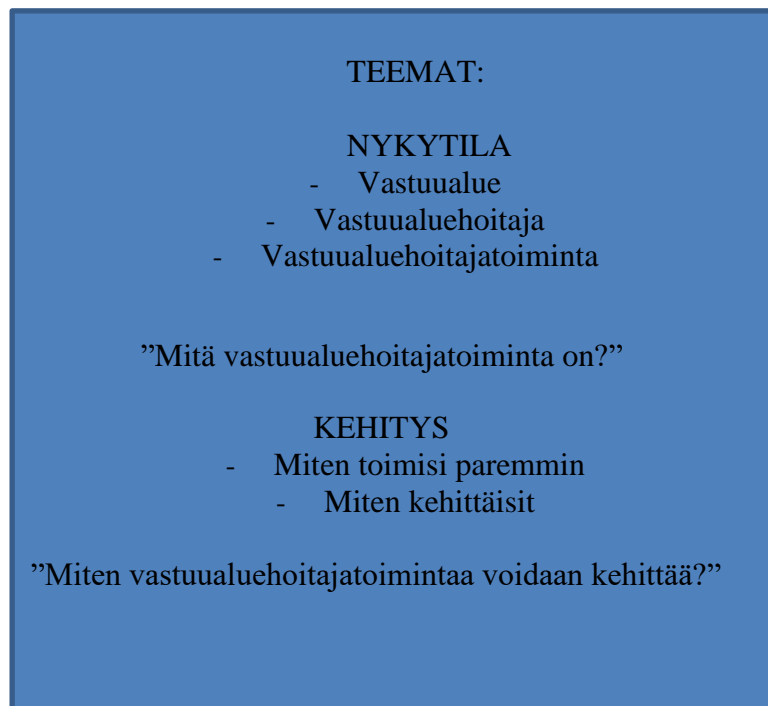 TEEMAT:
NYKYTILA
- Vastuualue
- Vastuualuehoitaja
- Vastuualuehoitajatoiminta
”Mitä vastuualuehoitajatoiminta on?”
KEHITYS
- Miten toimisi paremmin
- Miten kehittäisit
”Miten vastuualuehoitajatoimintaa voidaan kehittää?”